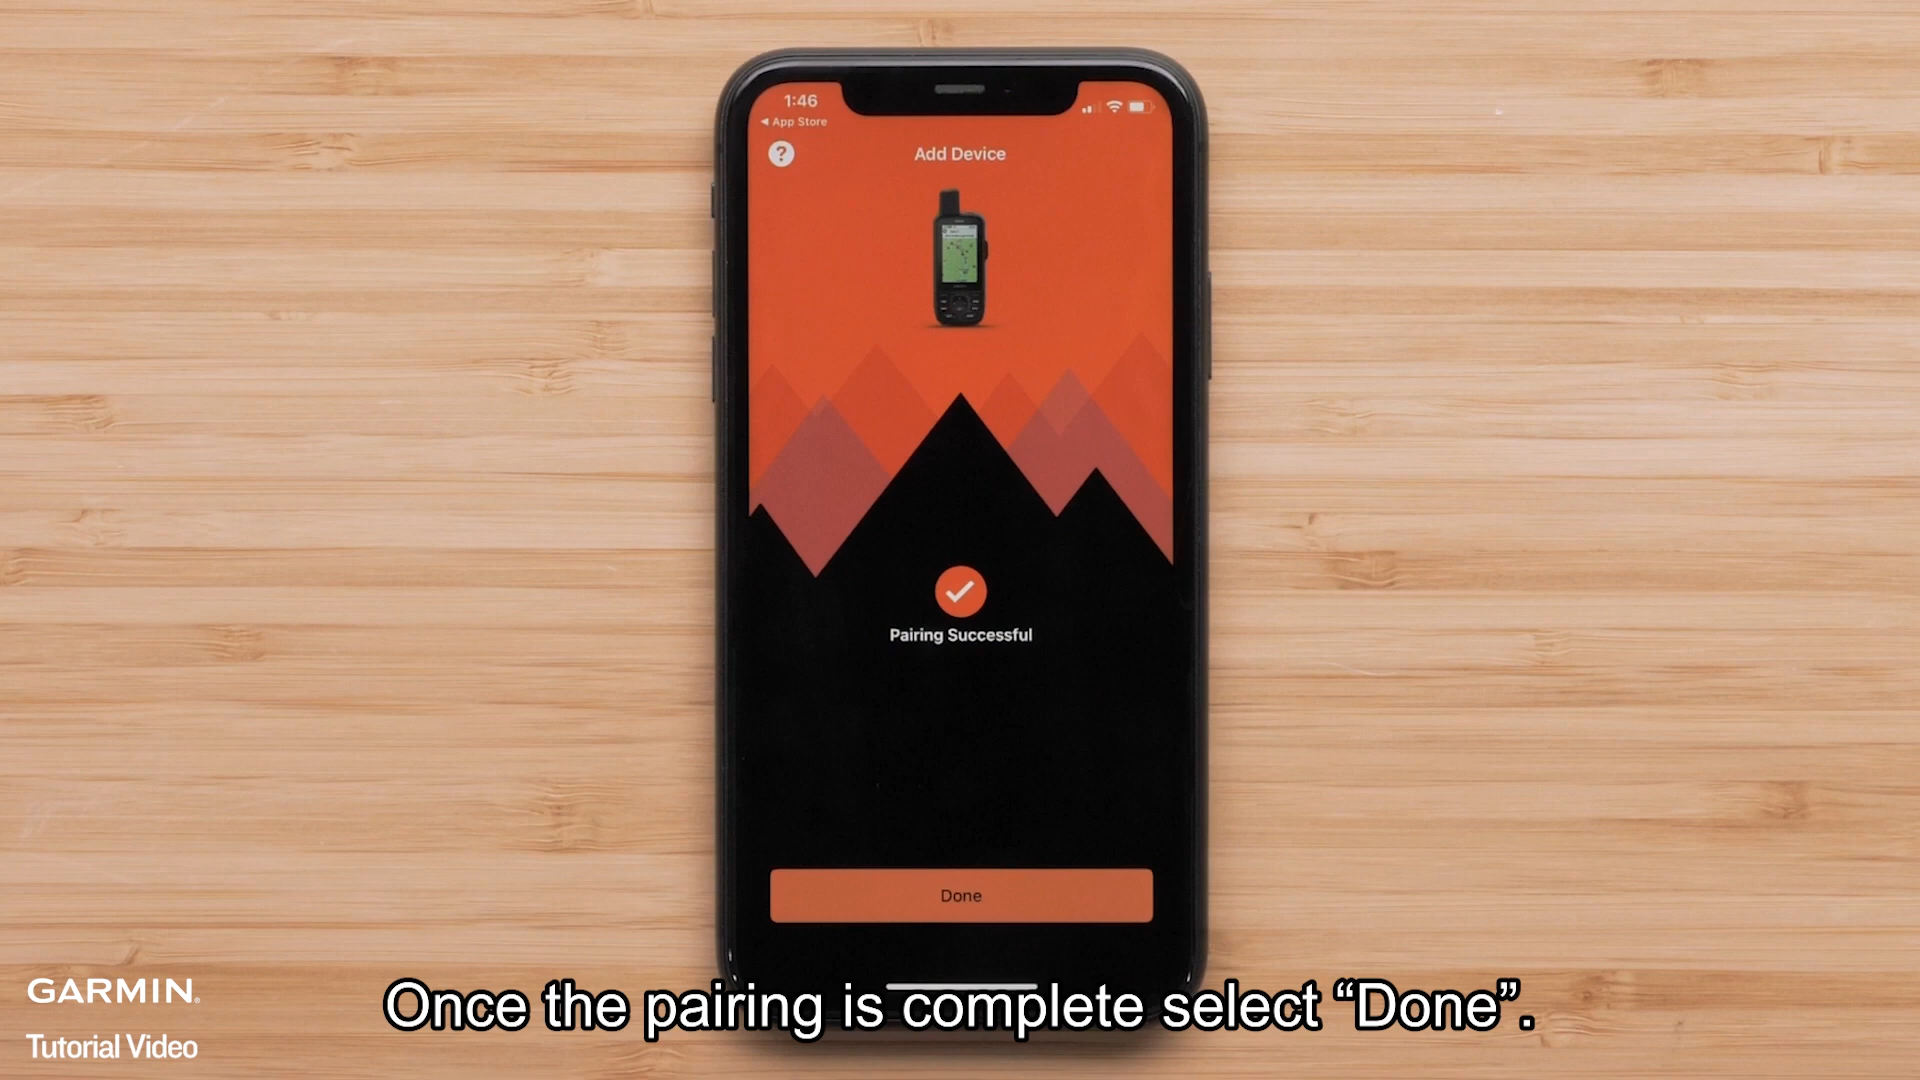 1:46
◀ App Store
?
Add Device
Pairing Successful
Done
Once the pairing is complete select “Done”.
GARMIN.
Tutorial Video